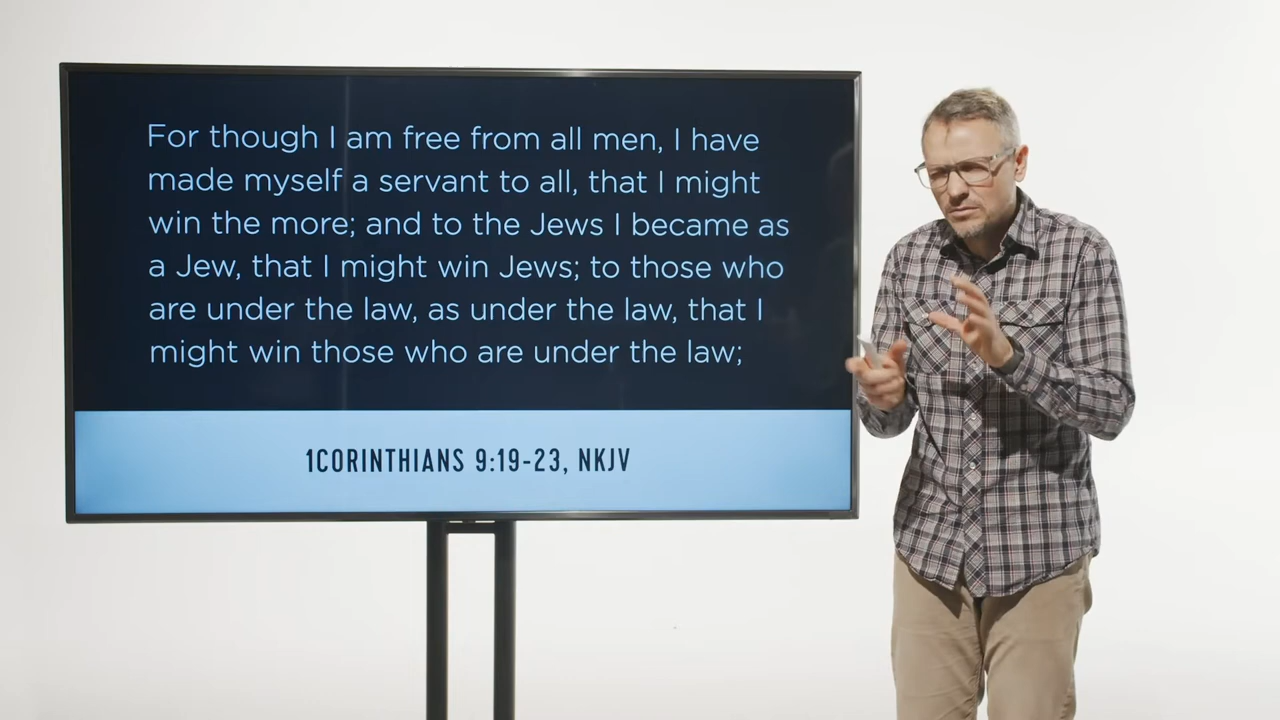 For though I am free from all men, I have
made myself a servant to all, that I might
win the more; and to the Jews I became as
a Jew, that I might win Jews; to those who
are under the law, as under the law, that I
might win those who are under the law;
1CORINTHIANS 9:19-23, NKJV